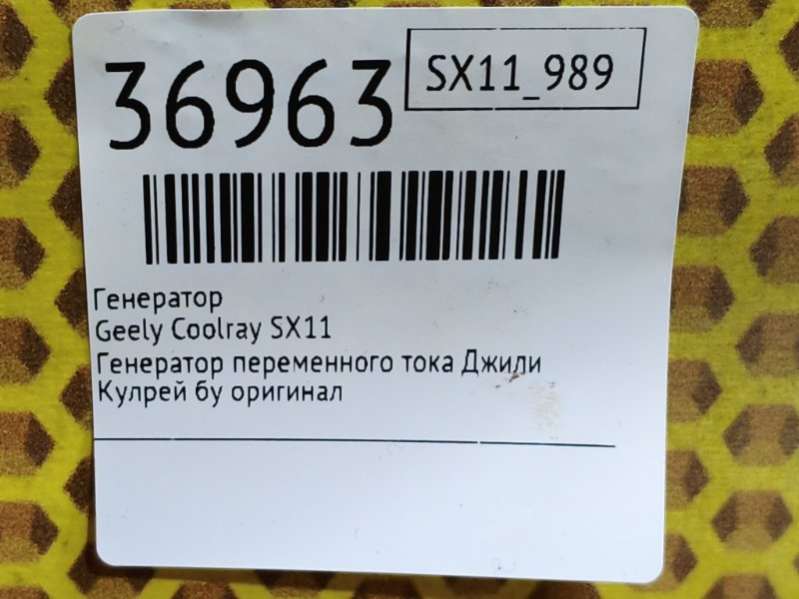 36963
SX11_989
Генератор
Geely Coolray SX11
Генератор переменного тока Джили
Кулрей бу оригинал